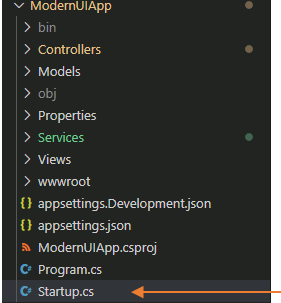 ModernUIApp
bin
Controllers
Models
obj
Properties
Services
Views
wwwroot
appsettings.Development.json
appsettings.json
ModernUIApp.csproj
Program.cs
Startup.cs